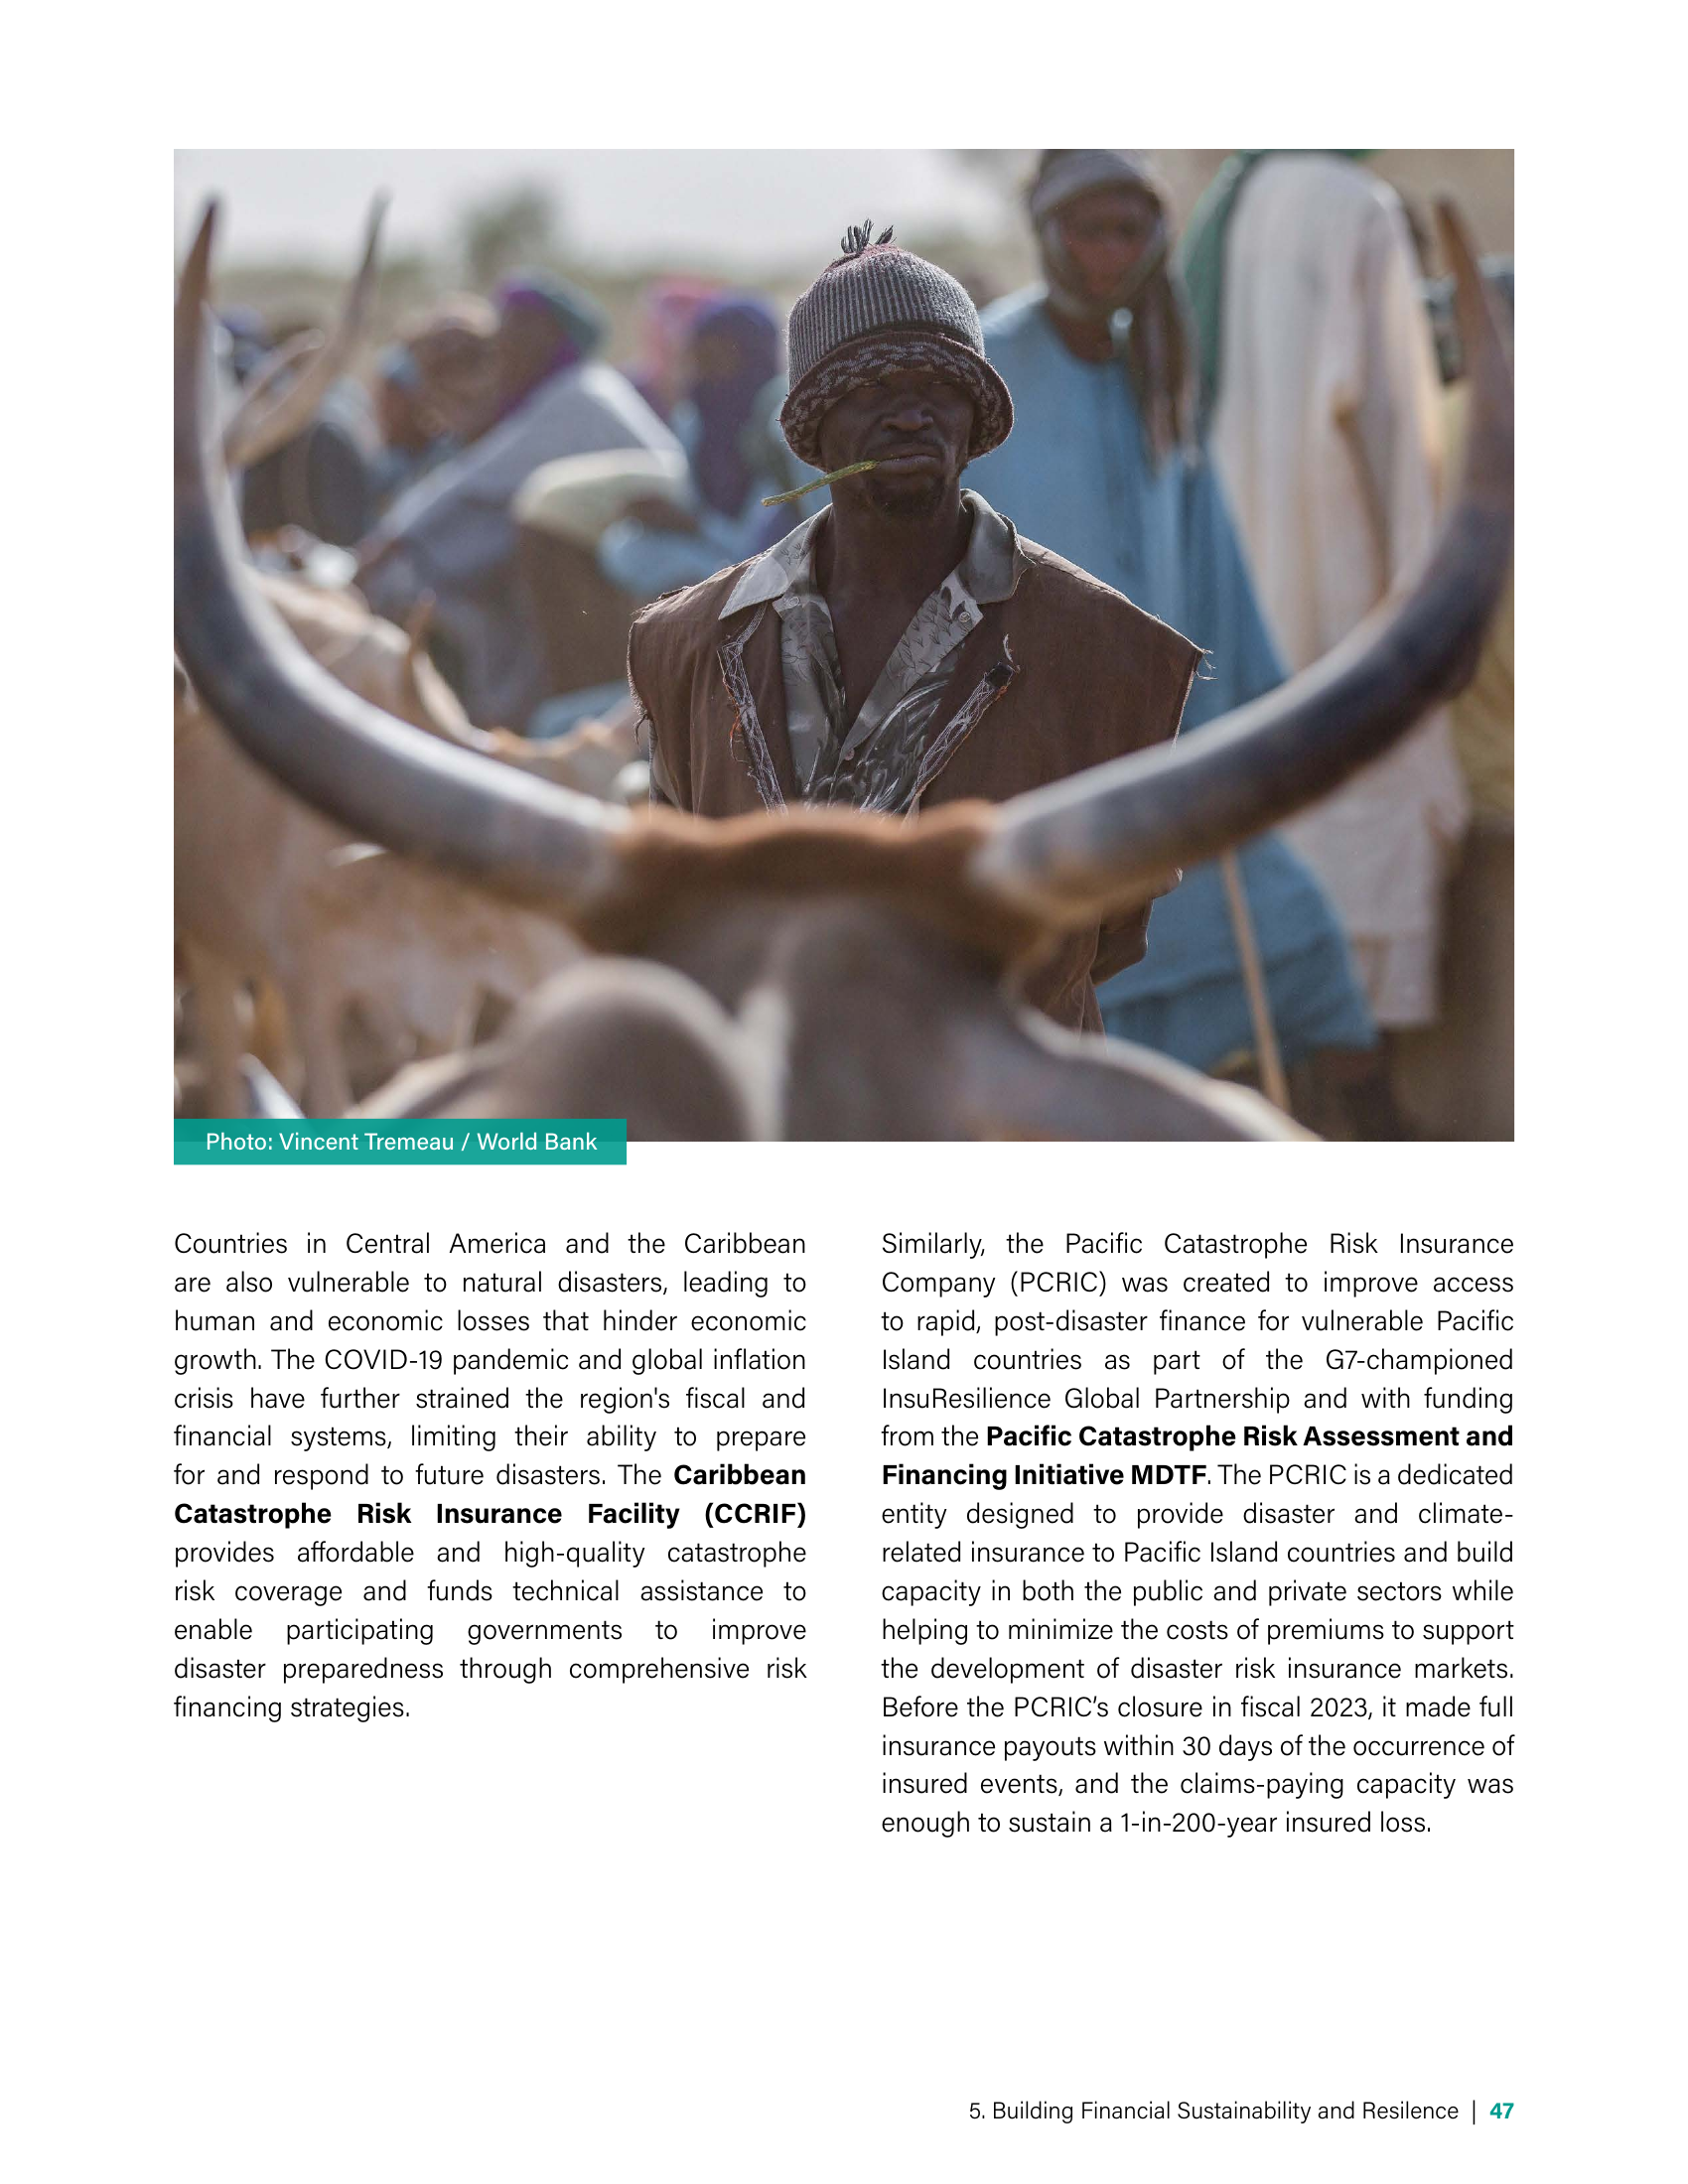 Photo: Vincent Tremeau / World Bank
Countries in Central America and the Caribbean
are also vulnerable to natural disasters, leading to
human and economic losses that hinder economic
growth. The COVID-19 pandemic and global inflation
crisis have further strained the region's fiscal and
financial systems, limiting their ability to prepare
for and respond to future disasters. The Caribbean
Catastrophe Risk Insurance Facility (CCRIF)
provides affordable and high-quality catastrophe
risk coverage and funds technical assistance to
enable participating governments to improve
disaster preparedness through comprehensive risk
financing strategies.
Similarly, the Pacific Catastrophe Risk Insurance
Company (PCRIC) was created to improve access
to rapid, post-disaster finance for vulnerable Pacific
Island countries as part of the G7-championed
InsuResilience Global Partnership and with funding
from the Pacific Catastrophe Risk Assessment and
Financing Initiative MDTF. The PCRIC is a dedicated
entity designed to provide disaster and climate-
related insurance to Pacific Island countries and build
capacity in both the public and private sectors while
helping to minimize the costs of premiums to support
the development of disaster risk insurance markets.
Before the PCRIC’s closure in fiscal 2023, it made full
insurance payouts within 30 days of the occurrence of
insured events, and the claims-paying capacity was
enough to sustain a 1-in-200-year insured loss.
5. Building Financial Sustainability and Resilence | 47